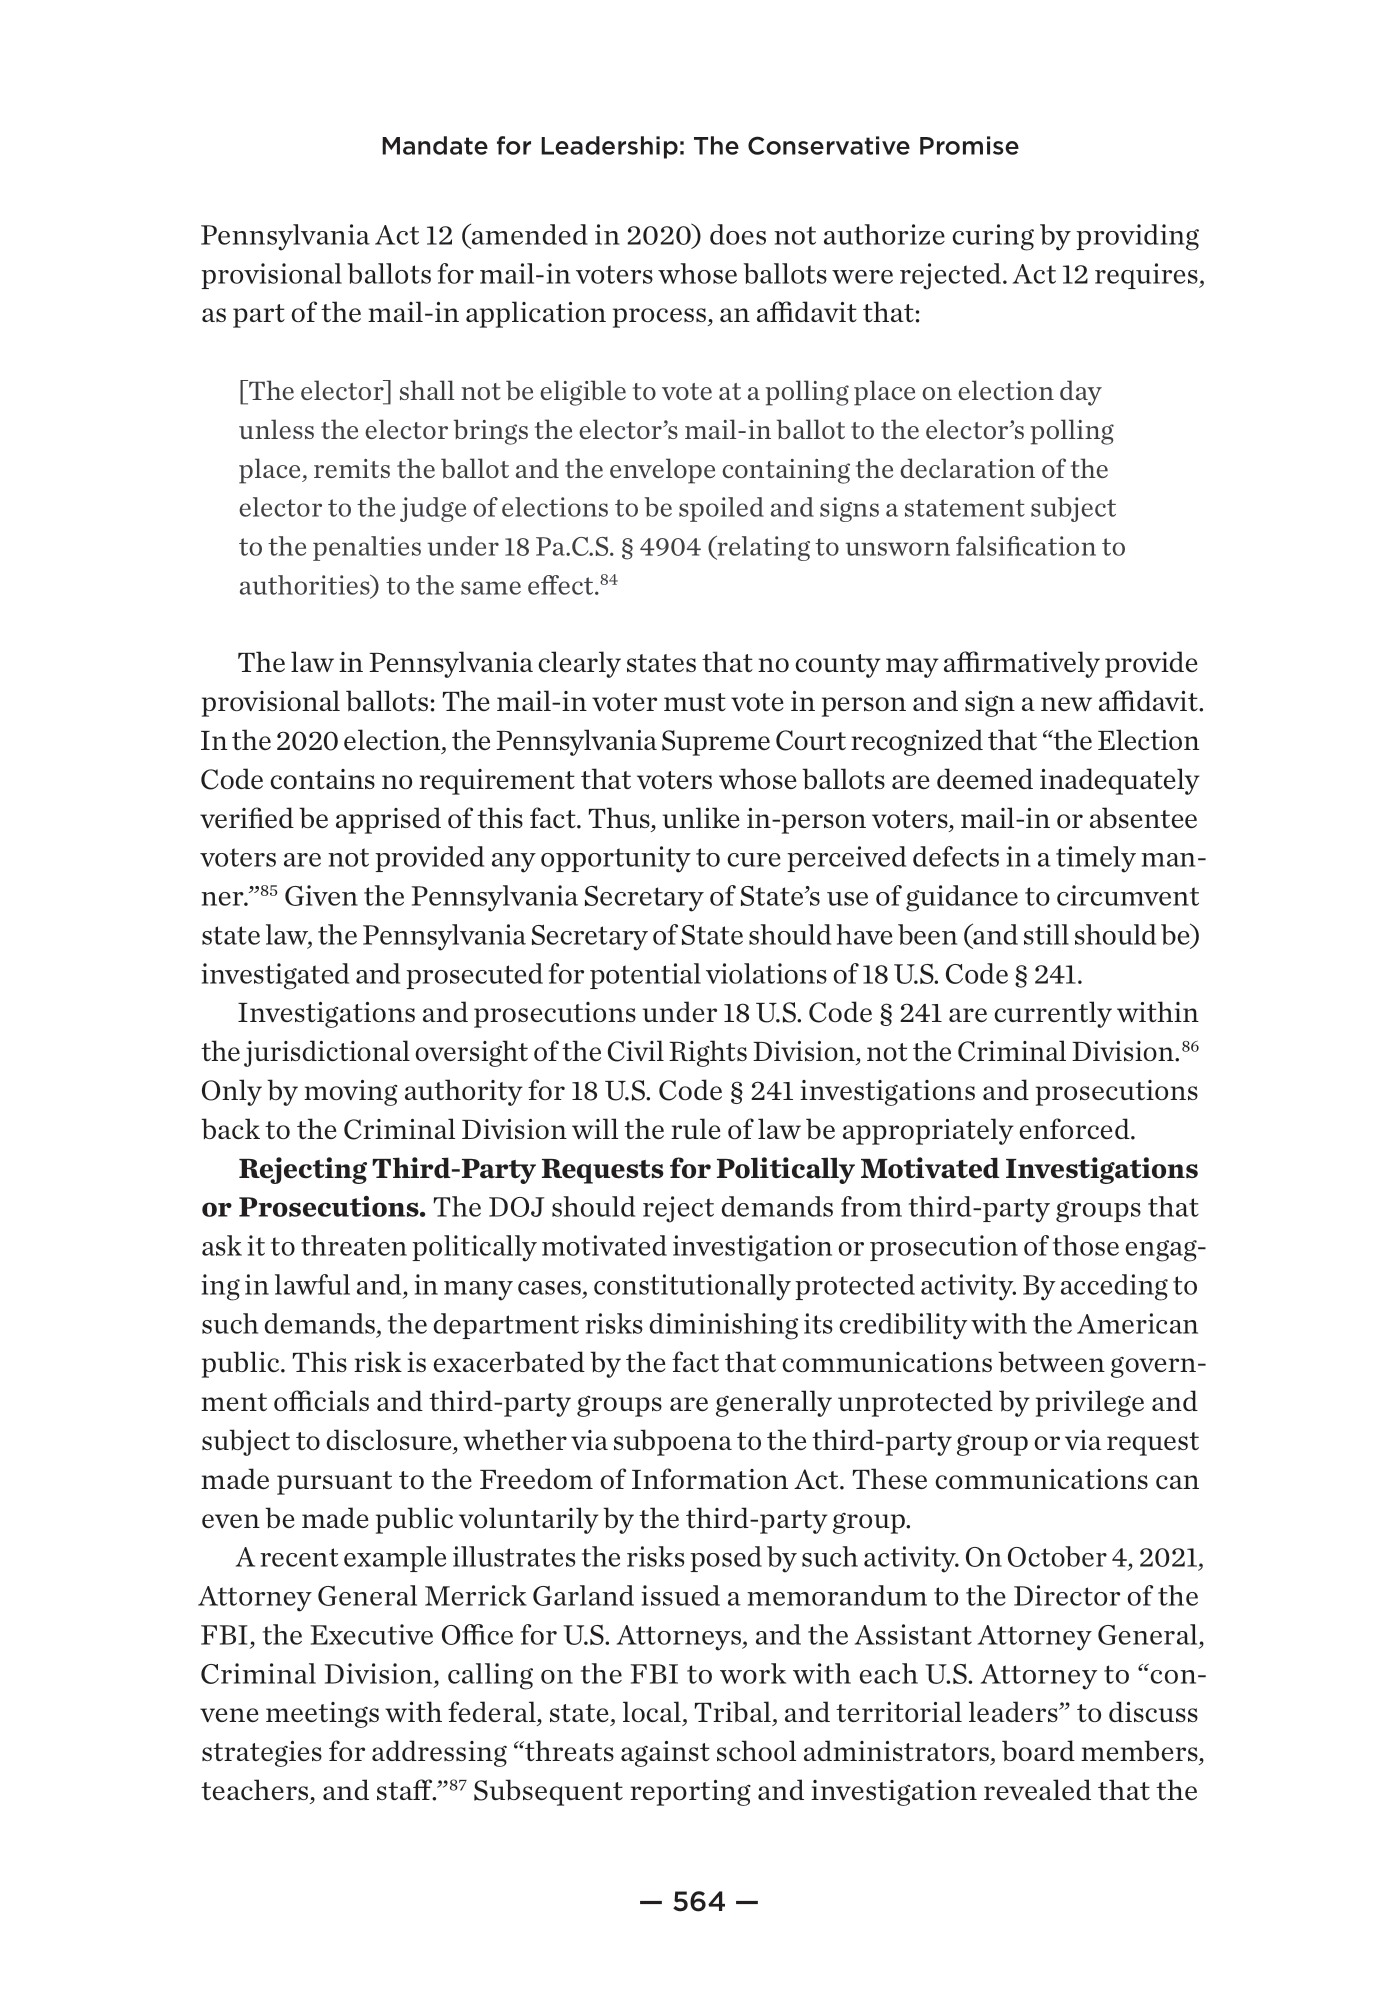 Mandate for Leadership: The Conservative Promise
Pennsylvania Act 12 (amended in 2020) does not authorize curing by providing
provisional ballots for mail-in voters whose ballots were rejected. Act 12 requires,
as part of the mail-in application process, an affidavit that:
[The elector] shall not be eligible to vote at a polling place on election day
unless the elector brings the elector’s mail-in ballot to the elector’s polling
place, remits the ballot and the envelope containing the declaration of the
elector to the judge of elections to be spoiled and signs a statement subject
to the penalties under 18 Pa.C.S. § 4904 (relating to unsworn falsification to
authorities) to the same effect.84
The law in Pennsylvania clearly states that no county may affirmatively provide
provisional ballots: The mail-in voter must vote in person and sign a new affidavit.
In the 2020 election, the Pennsylvania Supreme Court recognized that “the Election
Code contains no requirement that voters whose ballots are deemed inadequately
verified be apprised of this fact. Thus, unlike in-person voters, mail-in or absentee
voters are not provided any opportunity to cure perceived defects in a timely man-
ner.”85 Given the Pennsylvania Secretary of State’s use of guidance to circumvent
state law, the Pennsylvania Secretary of State should have been (and still should be)
investigated and prosecuted for potential violations of 18 U.S. Code § 241.
Investigations and prosecutions under 18 U.S. Code § 241 are currently within
the jurisdictional oversight of the Civil Rights Division, not the Criminal Division.86
Only by moving authority for 18 U.S. Code § 241 investigations and prosecutions
back to the Criminal Division will the rule of law be appropriately enforced.
Rejecting Third-Party Requests for Politically Motivated Investigations
or Prosecutions. The DOJ should reject demands from third-party groups that
ask it to threaten politically motivated investigation or prosecution of those engag-
ing in lawful and, in many cases, constitutionally protected activity. By acceding to
such demands, the department risks diminishing its credibility with the American
public. This risk is exacerbated by the fact that communications between govern-
ment officials and third-party groups are generally unprotected by privilege and
subject to disclosure, whether via subpoena to the third-party group or via request
made pursuant to the Freedom of Information Act. These communications can
even be made public voluntarily by the third-party group.
A recent example illustrates the risks posed by such activity. On October 4, 2021,
Attorney General Merrick Garland issued a memorandum to the Director of the
FBI, the Executive Office for U.S. Attorneys, and the Assistant Attorney General,
Criminal Division, calling on the FBI to work with each U.S. Attorney to “con-
vene meetings with federal, state, local, Tribal, and territorial leaders” to discuss
strategies for addressing “threats against school administrators, board members,
teachers, and staff.”87 Subsequent reporting and investigation revealed that the
— 564 —